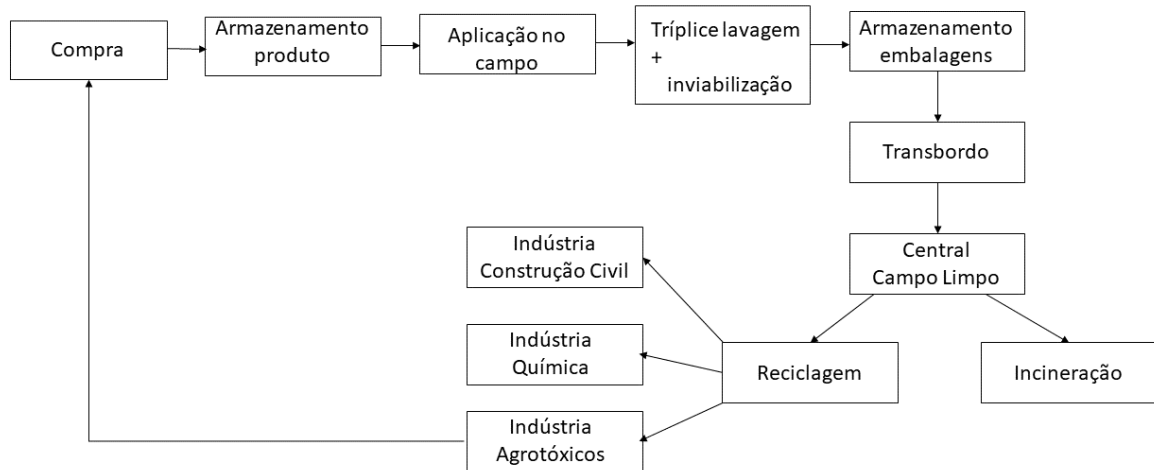 Compra
Armazenamento
produto
Aplicação no
campo
Tríplice lavagem
+
inviabilização
Armazenamento
embalagens
Transbordo
Central
Campo Limpo
Reciclagem
Incineração
Indústria
Construção Civil
Indústria
Química
Indústria
Agrotóxicos